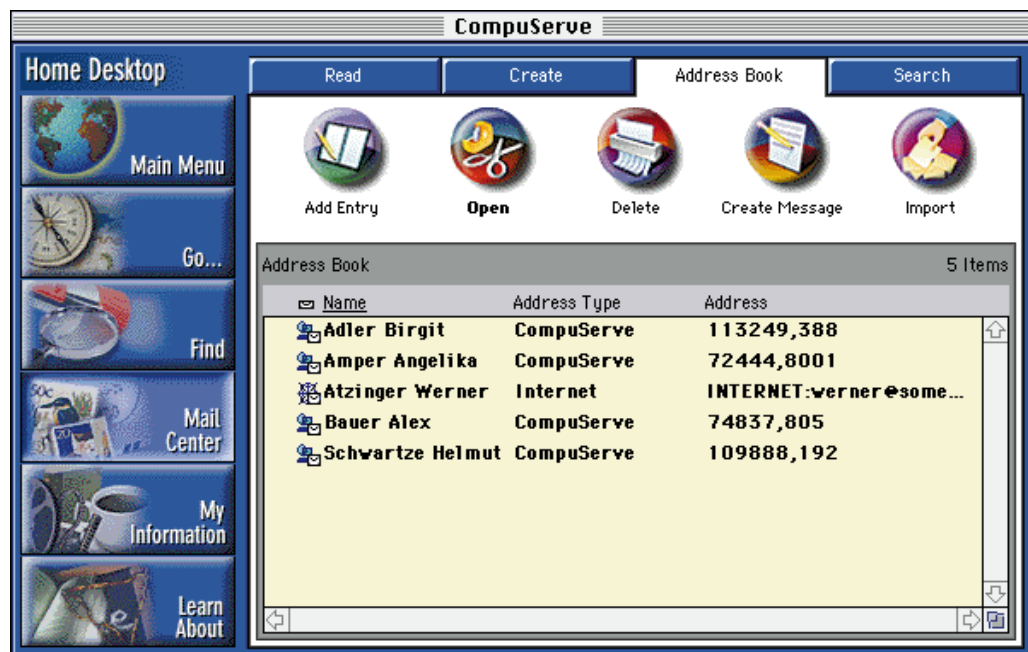 CompuServe
Home Desktop
Read Create Address Book Search
Main Menu
Go...
Find
Mail
Center
My
Information
Learn
About
Add Entry Open Delete Create Message Import
Address Book 5 Items
Name Address Type Address
Adler Birgit CompuServe 113249,388
Amper Angelika CompuServe 72444,8001
Atzinger Werner Internet INTERNET:werner@some...
Bauer Alex CompuServe 74837,805
Schwartze Helmut CompuServe 109888,192